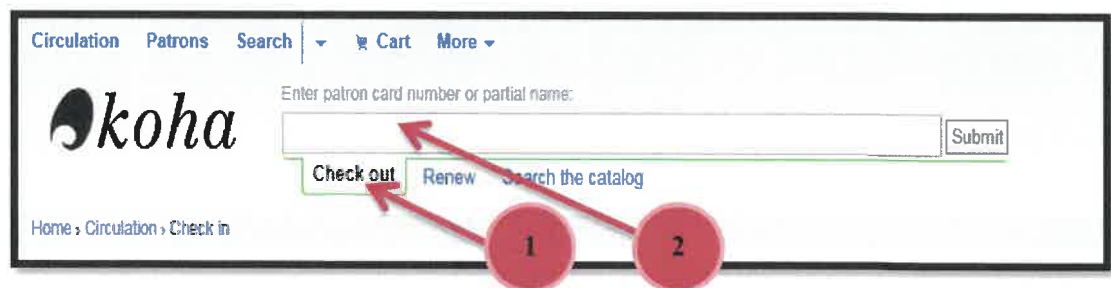 Circulation Patrons Search Cart More
koha
Enter patron card number or partial name:
Submit
Check out Renew Search the catalog
Home › Circulation › Check in
1 2